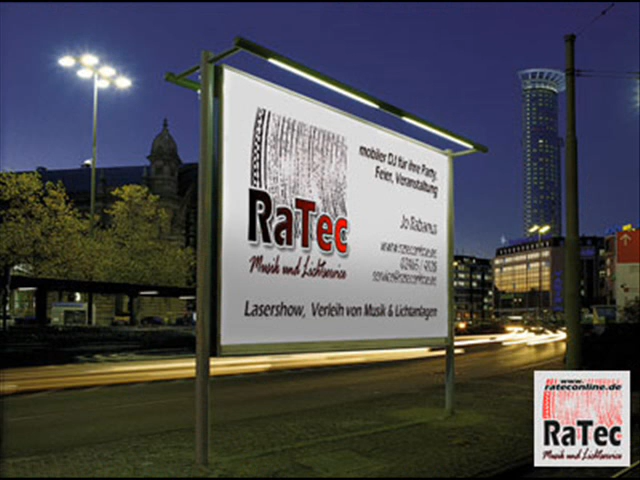 mobiler DJ für ihre Party,
Feier, Veranstaltung
RaTec
Musik und Lichtservice
Jo Rabanus
Lasershow, Verleih von Musik & Lichtanlagen
www.
rateconline.de
RaTec
Musik und Lichtservice